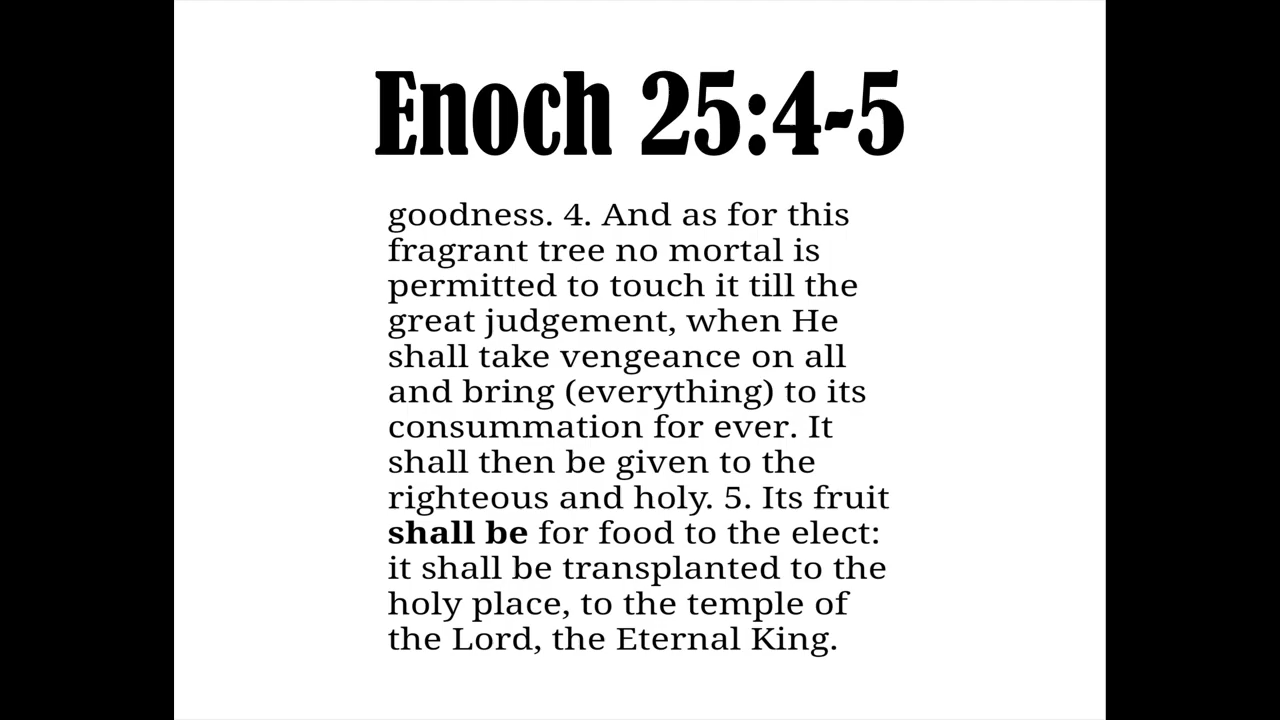 Enoch 25:4-5
goodness. 4. And as for this
fragrant tree no mortal is
permitted to touch it till the
great judgement, when He
shall take vengeance on all
and bring (everything) to its
consummation for ever. It
shall then be given to the
righteous and holy. 5. Its fruit
shall be for food to the elect:
it shall be transplanted to the
holy place, to the temple of
the Lord, the Eternal King.